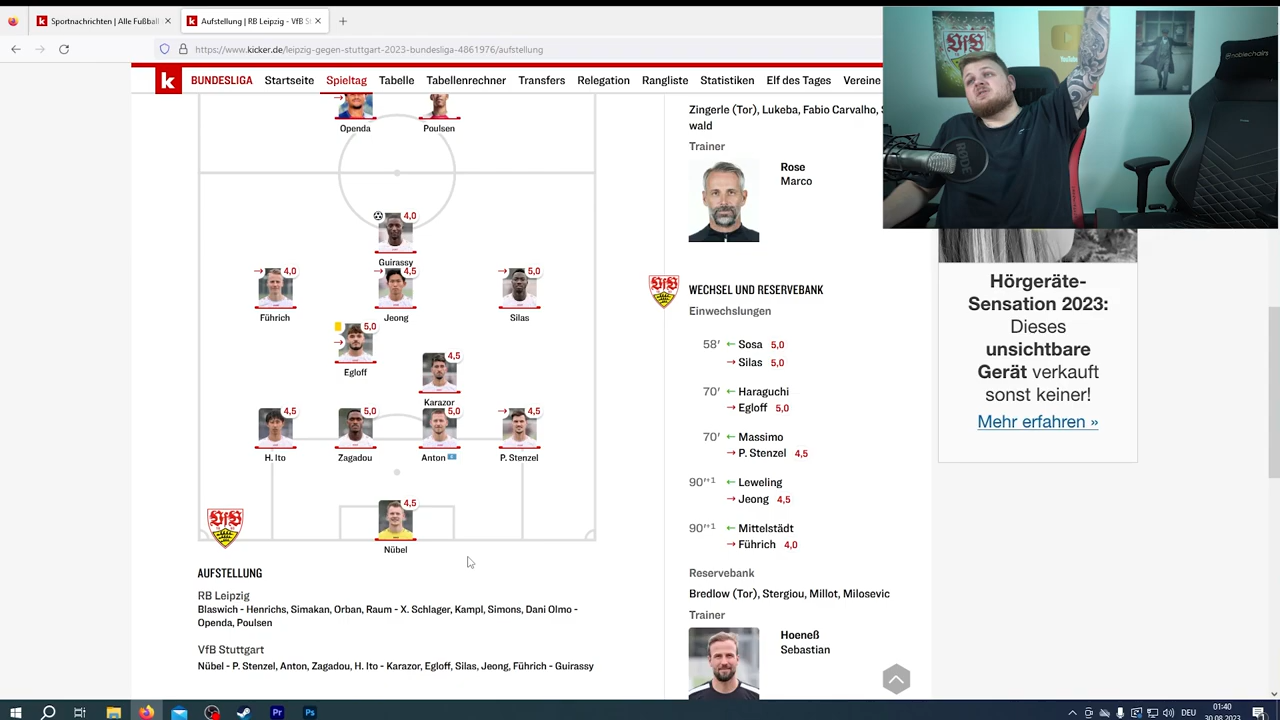 Sportnachrichten | Alle Fußball
Aufstellung | RB Leipzig - VfB S
https://www.kicker.de/leipzig-gegen-stuttgart-2023-bundesliga-4861976/aufstellung
k
BUNDESLIGA Startseite Spieltag Tabelle Tabellenrechner Transfers Relegation Rangliste Statistiken Elf des Tages Vereine
Openda Poulsen
4,0
Guirassy
4,0 4,5 5,0
Führich Jeong Silas
5,0
Egloff
4,5
Karazor
4,5 5,0 5,0 4,5
H. Ito Zagadou Anton P. Stenzel
4,5
Nübel
AUFSTELLUNG
RB Leipzig
Blaswich - Henrichs, Simakan, Orban, Raum - X. Schlager, Kampl, Simons, Dani Olmo -
Openda, Poulsen
VfB Stuttgart
Nübel - P. Stenzel, Anton, Zagadou, H. Ito - Karazor, Egloff, Silas, Jeong, Führich - Guirassy
Zingerle (Tor), Lukeba, Fabio Carvalho,
wald
Trainer
Rose
Marco
WECHSEL UND RESERVEBANK
Einwechslungen
58' ← Sosa 5,0
→ Silas 5,0
70' ← Haraguchi
→ Egloff 5,0
70' ← Massimo
→ P. Stenzel 4,5
90'+1 ← Leweling
→ Jeong 4,5
90'+1 ← Mittelstädt
→ Führich 4,0
Reservebank
Bredlow (Tor), Stergiou, Millot, Milosevic
Trainer
Hoeneß
Sebastian
Hörgeräte-
Sensation 2023:
Dieses
unsichtbare
Gerät verkauft
sonst keiner!
Mehr erfahren »
YouTube
noblechairs
RØDE
Pr
Ps
DEU
01:40
30.08.2023